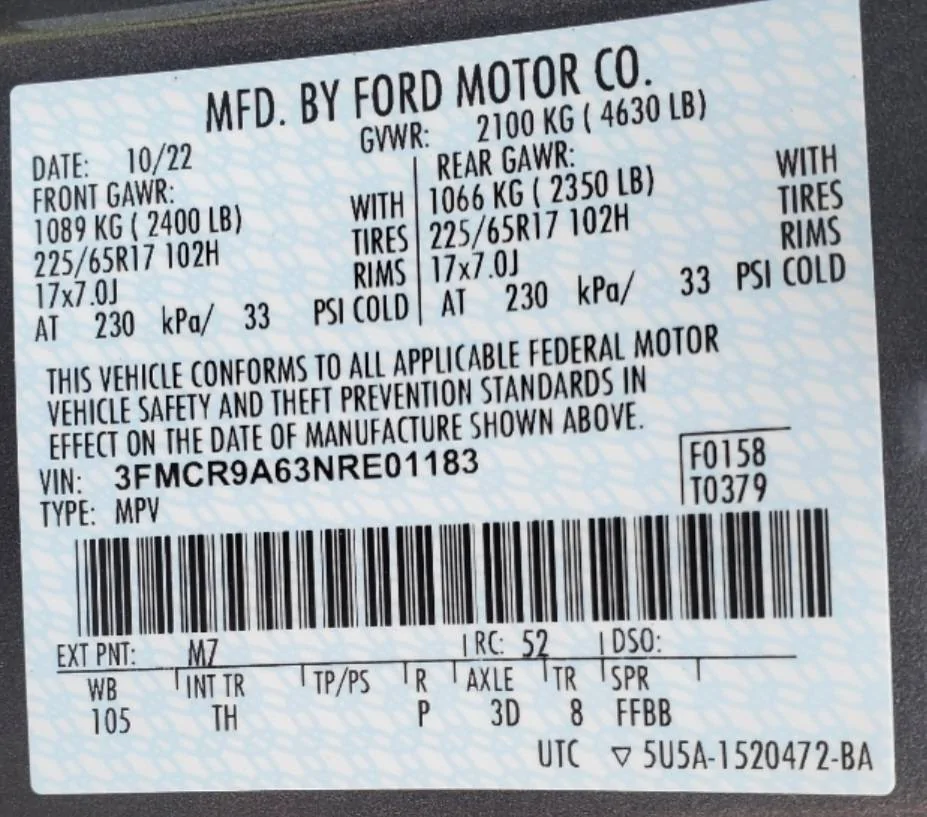 MFD. BY FORD MOTOR CO.
DATE: 10/22 GVWR: 2100 KG ( 4630 LB)
FRONT GAWR: REAR GAWR:
1089 KG ( 2400 LB) WITH 1066 KG ( 2350 LB) WITH
225/65R17 102H TIRES 225/65R17 102H TIRES
17x7.0J RIMS 17x7.0J RIMS
AT 230 kPa/ 33 PSI COLD AT 230 kPa/ 33 PSI COLD
THIS VEHICLE CONFORMS TO ALL APPLICABLE FEDERAL MOTOR
VEHICLE SAFETY AND THEFT PREVENTION STANDARDS IN
EFFECT ON THE DATE OF MANUFACTURE SHOWN ABOVE.
VIN: 3FMCR9A63NRE01183 F0158
TYPE: MPV T0379
EXT PNT: M7 RC: 52 DSO:
WB INT TR TP/PS R AXLE TR SPR
105 TH P 3D 8 FFBB
UTC ▽ 5U5A-1520472-BA